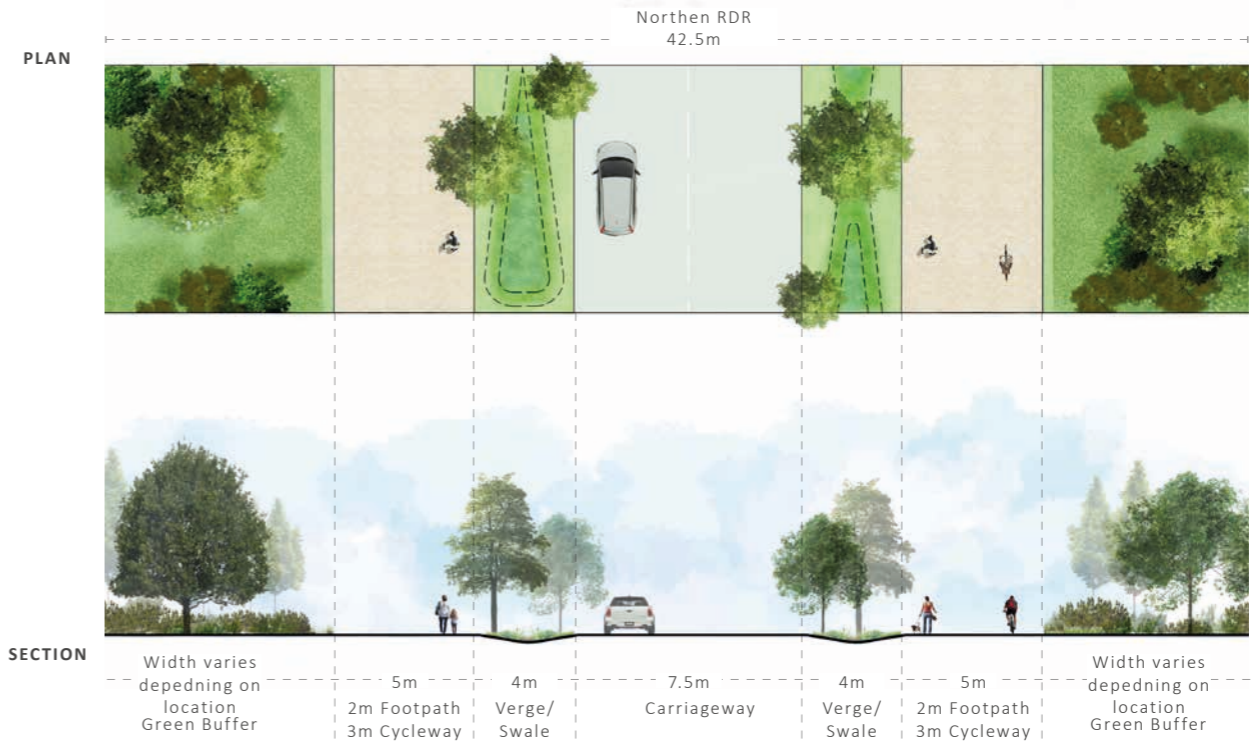 Northen RDR
42.5m
PLAN
SECTION
Width varies
depedning on
location
Green Buffer
5m
2m Footpath
3m Cycleway
4m
Verge/
Swale
7.5m
Carriageway
4m
Verge/
Swale
5m
2m Footpath
3m Cycleway
Width varies
depedning on
location
Green Buffer